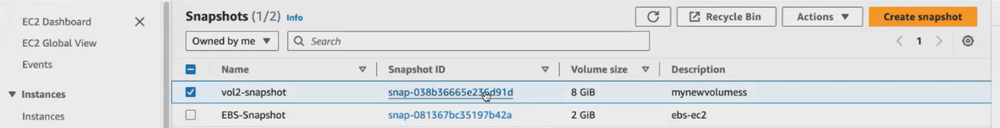 EC2 Dashboard
EC2 Global View
Events
Instances
Instances
Snapshots (1/2) Info
Recycle Bin
Actions
Create snapshot
Owned by me
Search
1
Name Snapshot ID Volume size Description
vol2-snapshot snap-038b36665e236d91d 8 GiB mynewvolumess
EBS-Snapshot snap-081367bc35197b42a 2 GiB ebs-ec2